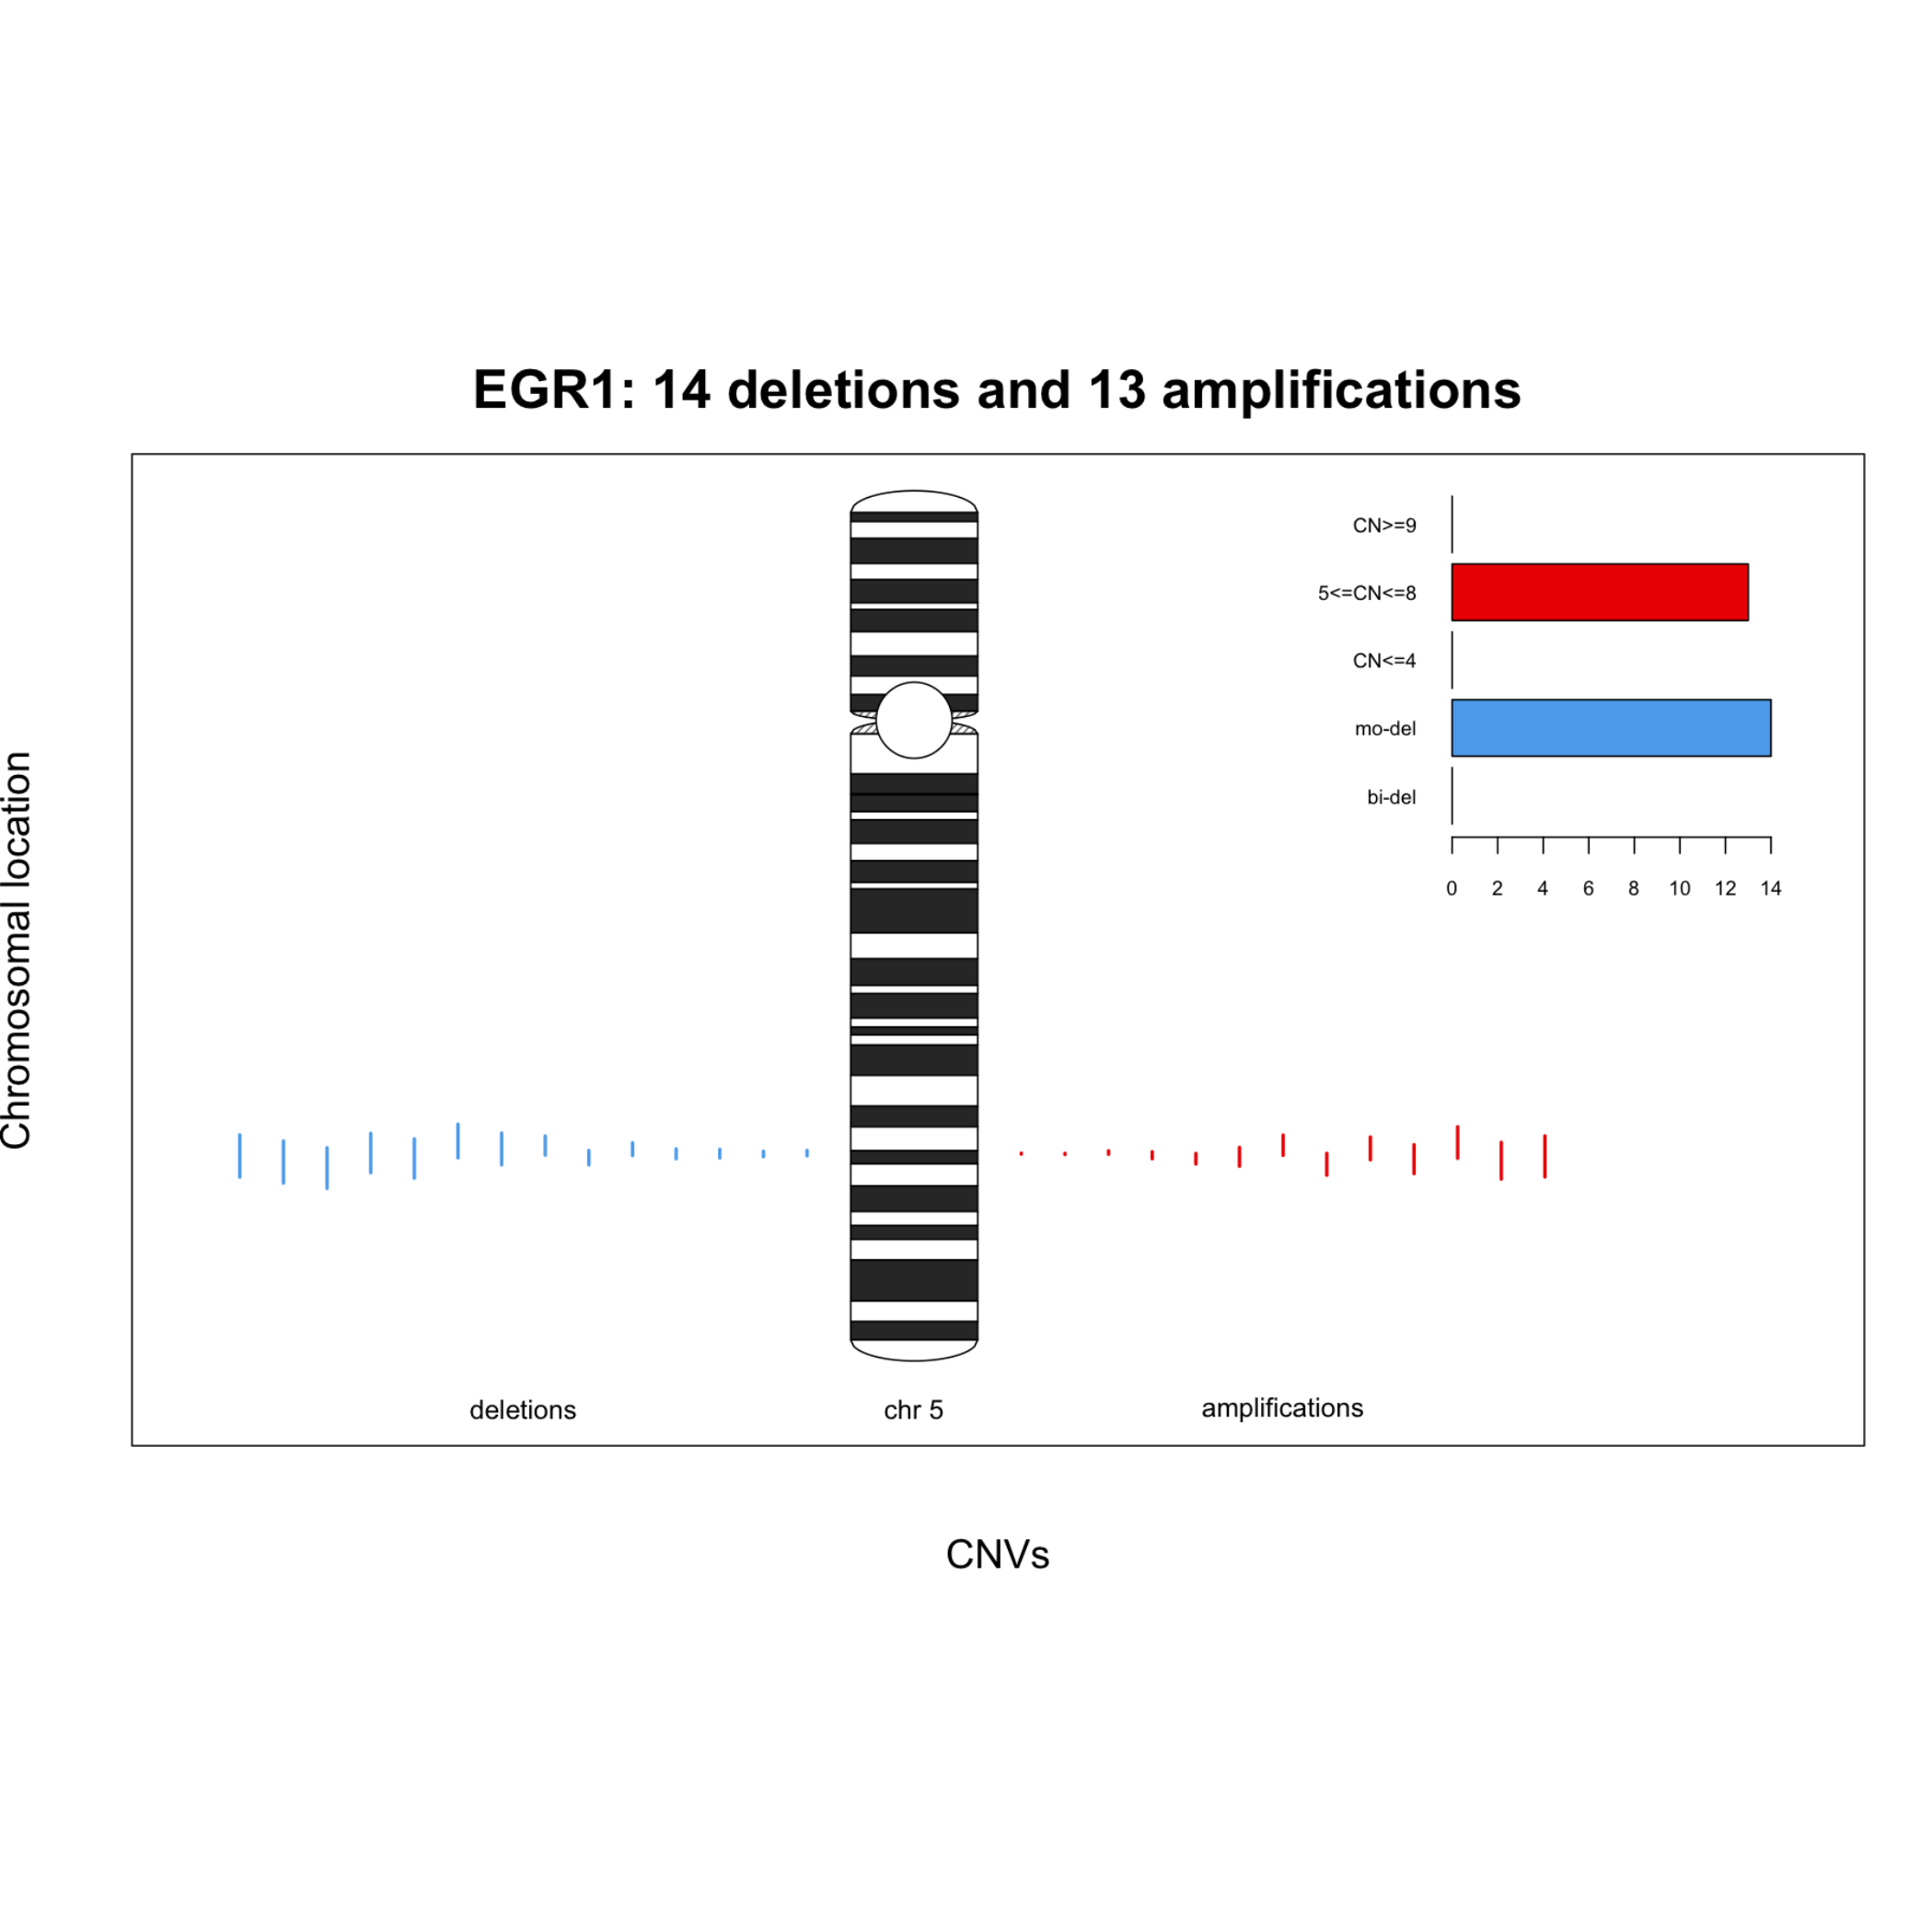 EGR1: 14 deletions and 13 amplifications
CN>=9
5<=CN<=8
CN<=4
mo-del
bi-del
0 2 4 6 8 10 12 14
Chromosomal location
deletions chr 5 amplifications
CNVs